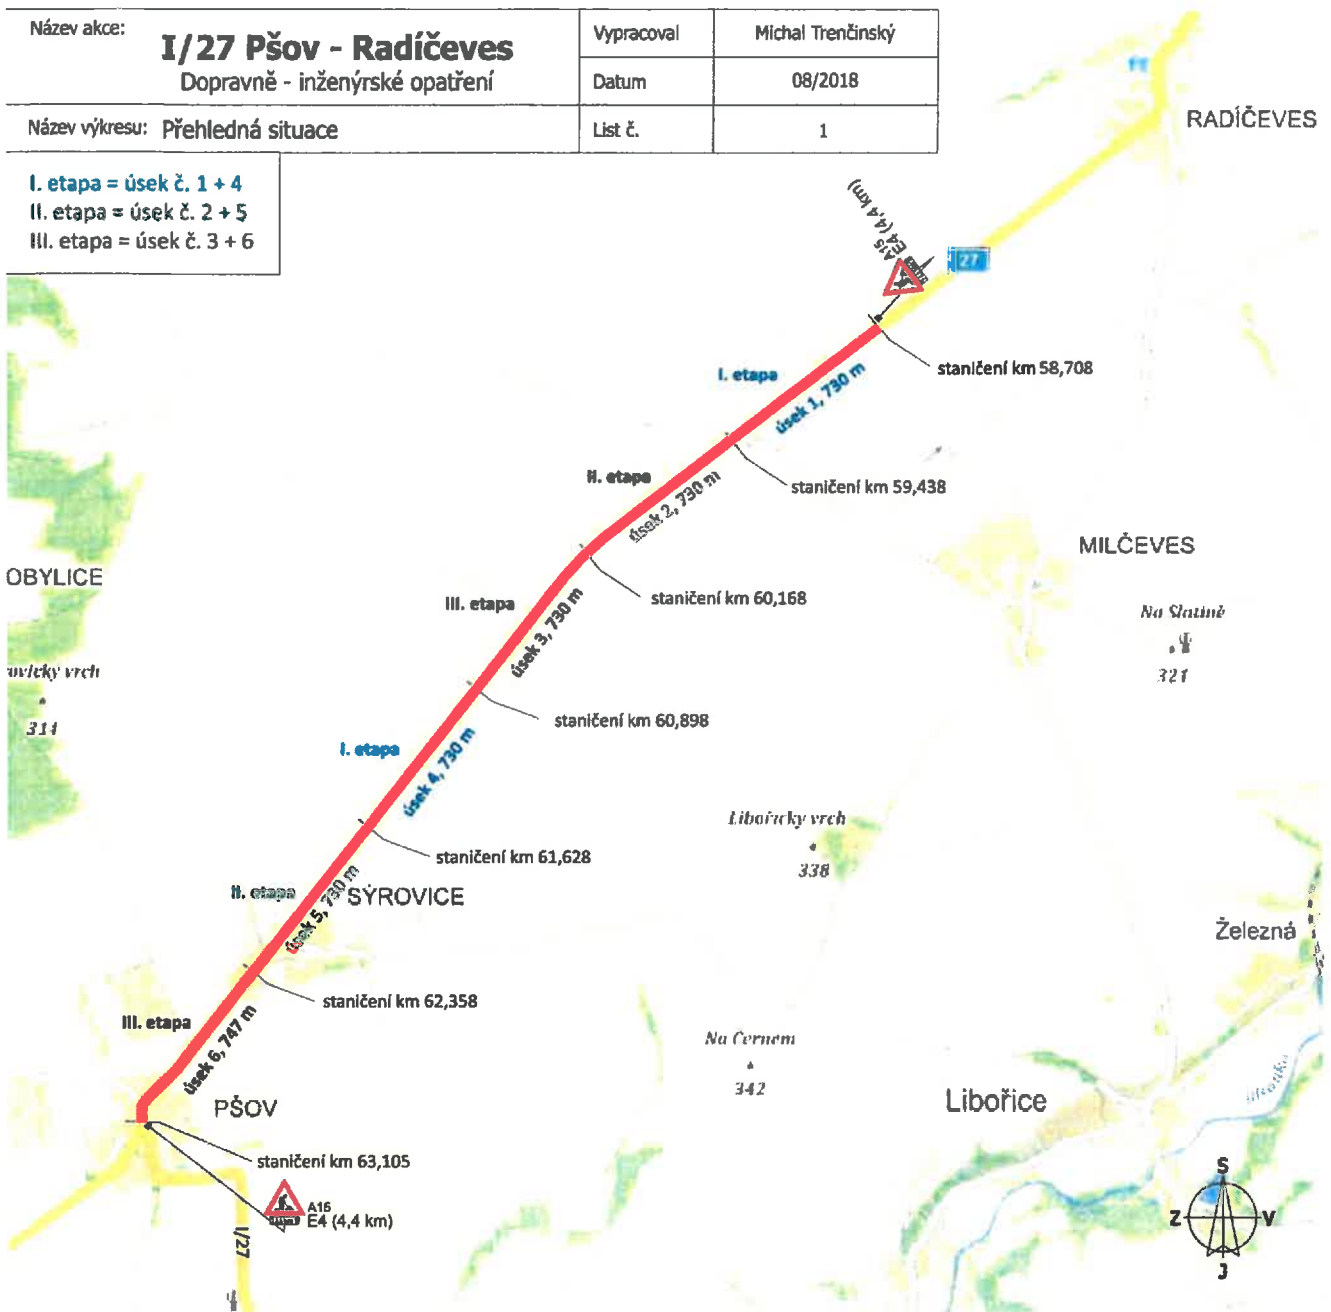 Název akce:
I/27 Pšov - Radíčeves
Dopravně - inženýrské opatření
Název výkresu: Přehledná situace
Vypracoval
Michal Trenčinský
Datum
08/2018
List č.
1
I. etapa = úsek č. 1 + 4
II. etapa = úsek č. 2 + 5
III. etapa = úsek č. 3 + 6
RADÍČEVES
A15
E4 (4,4 km)
27
staničení km 58,708
I. etapa
úsek 1, 730 m
staničení km 59,438
II. etapa
úsek 2, 730 m
MILČEVES
OBYLICE
staničení km 60,168
III. etapa
úsek 3, 730 m
Na Slatině
321
ovický vrch
311
staničení km 60,898
I. etapa
úsek 4, 730 m
Libořický vrch
338
staničení km 61,628
II. etapa
úsek 5, 730 m
SÝROVICE
Železná
staničení km 62,358
III. etapa
úsek 6, 747 m
Na Černém
342
Libořice
PŠOV
staničení km 63,105
A15
E4 (4,4 km)
I/27
S
Z
V
J